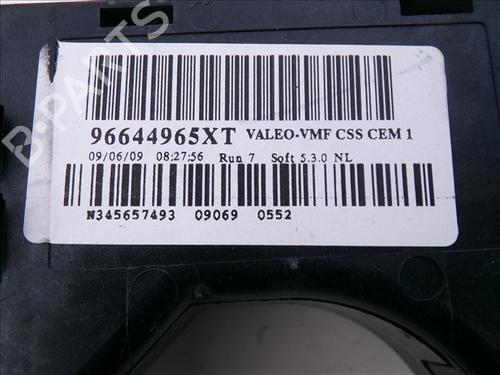 96644965XT VALEO-VMF CSS CEM 1
09/06/09 08:27:56 Run 7 Soft 5.3.0 NL
N345657493 09069 0552
B-PARTS